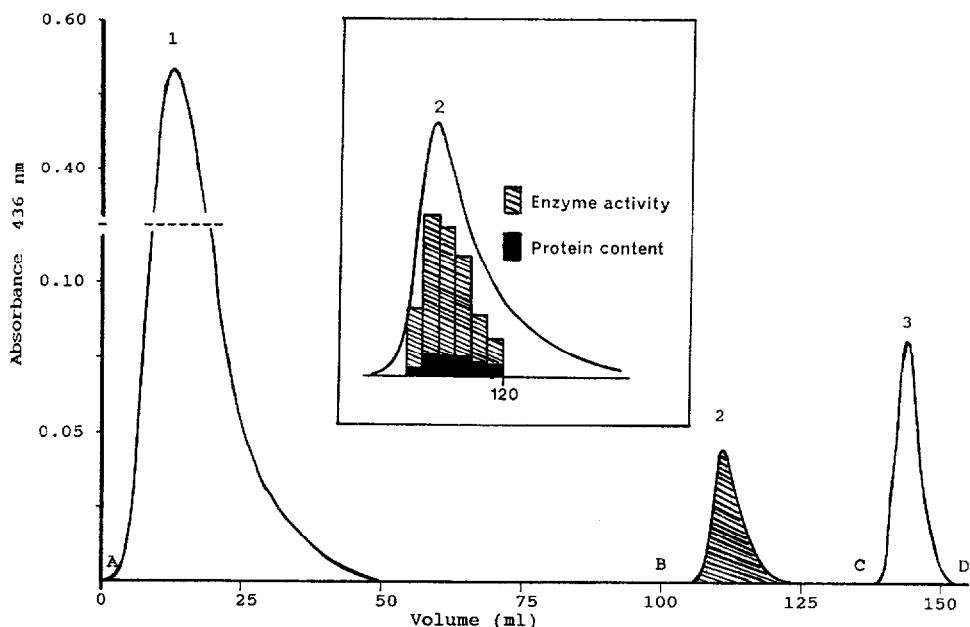 0.60
0.40
0.10
0.05
Absorbance 436 nm
1
2
Enzyme activity
Protein content
120
3
2
A
B
C
D
0
25
50
75
100
125
150
Volume (ml)